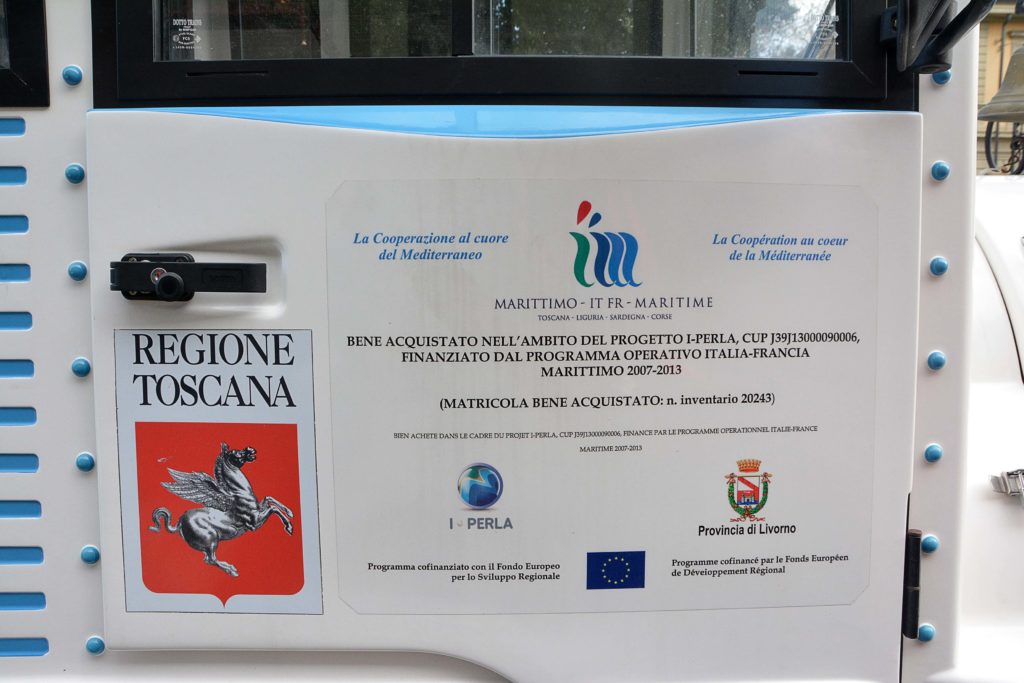 DOTTO TRAINS
FCS
La Cooperazione al cuore
del Mediterraneo
im
La Coopération au coeur
de la Méditerranée
MARITTIMO - IT FR - MARITIME
TOSCANA - LIGURIA - SARDEGNA - CORSE
BENE ACQUISTATO NELL'AMBITO DEL PROGETTO I-PERLA, CUP J39J13000090006,
FINANZIATO DAL PROGRAMMA OPERATIVO ITALIA-FRANCIA
MARITTIMO 2007-2013
(MATRICOLA BENE ACQUISTATO: n. inventario 20243)
BIEN ACHETE DANS LE CADRE DU PROJET I-PERLA, CUP J39J13000090006, FINANCE PAR LE PROGRAMME OPERATIONNEL ITALIE-FRANCE
MARITIME 2007-2013
REGIONE
TOSCANA
I PERLA
Provincia di Livorno
Programma cofinanziato con il Fondo Europeo
per lo Sviluppo Regionale
Programme cofinancé par le Fonds Européen
de Développement Régional